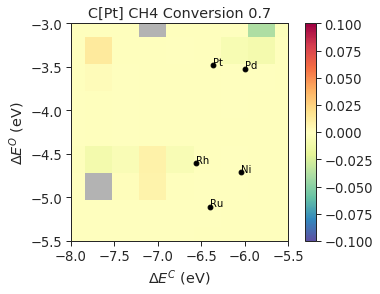 C[Pt] CH4 Conversion 0.7
−3.0
−3.5
−4.0
−4.5
−5.0
−5.5
ΔE^O (eV)
Pt
Pd
Rh
Ni
Ru
−8.0 −7.5 −7.0 −6.5 −6.0 −5.5
ΔE^C (eV)
0.100
0.075
0.050
0.025
0.000
−0.025
−0.050
−0.075
−0.100